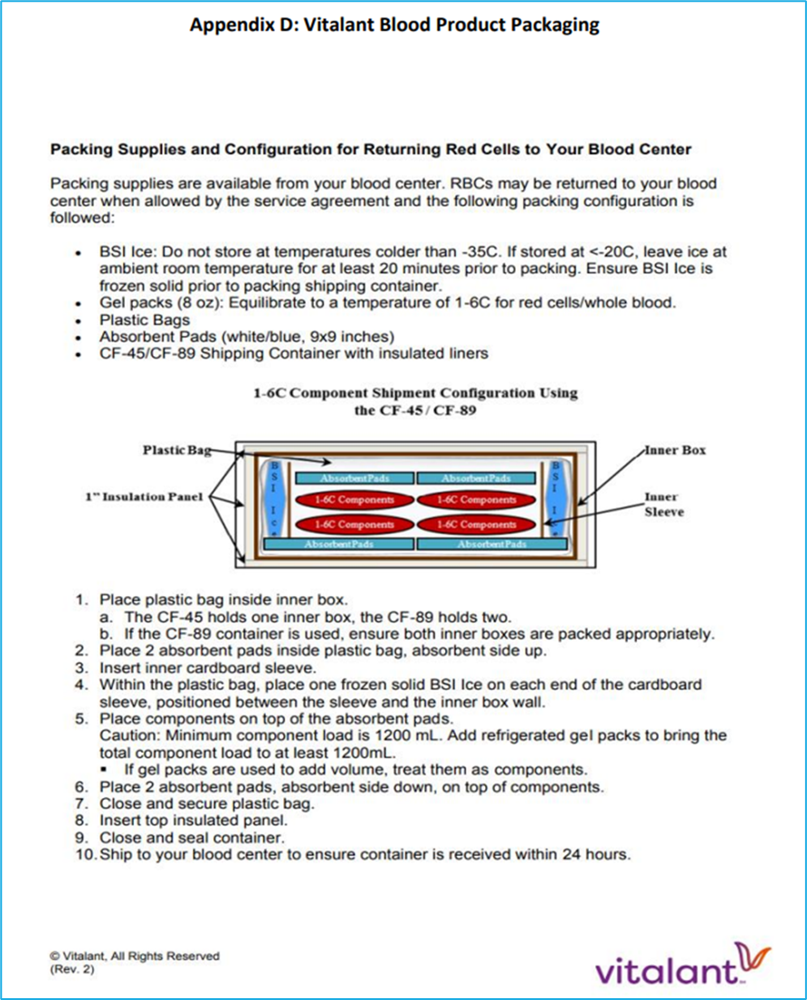 Appendix D: Vitalant Blood Product Packaging
Packing Supplies and Configuration for Returning Red Cells to Your Blood Center
Packing supplies are available from your blood center. RBCs may be returned to your blood
center when allowed by the service agreement and the following packing configuration is
followed:
• BSI Ice: Do not store at temperatures colder than -35C. If stored at <-20C, leave ice at
ambient room temperature for at least 20 minutes prior to packing. Ensure BSI Ice is
frozen solid prior to packing shipping container.
• Gel packs (8 oz): Equilibrate to a temperature of 1-6C for red cells/whole blood.
• Plastic Bags
• Absorbent Pads (white/blue, 9x9 inches)
• CF-45/CF-89 Shipping Container with insulated liners
1-6C Component Shipment Configuration Using
the CF-45 / CF-89
Plastic Bag
Inner Box
1" Insulation Panel
Inner
Sleeve
BSI Ice
BSI Ice
Absorbent Pads Absorbent Pads
1-6C Components 1-6C Components
1-6C Components 1-6C Components
Absorbent Pads Absorbent Pads
1. Place plastic bag inside inner box.
a. The CF-45 holds one inner box, the CF-89 holds two.
b. If the CF-89 container is used, ensure both inner boxes are packed appropriately.
2. Place 2 absorbent pads inside plastic bag, absorbent side up.
3. Insert inner cardboard sleeve.
4. Within the plastic bag, place one frozen solid BSI Ice on each end of the cardboard
sleeve, positioned between the sleeve and the inner box wall.
5. Place components on top of the absorbent pads.
Caution: Minimum component load is 1200 mL. Add refrigerated gel packs to bring the
total component load to at least 1200mL.
▪ If gel packs are used to add volume, treat them as components.
6. Place 2 absorbent pads, absorbent side down, on top of components.
7. Close and secure plastic bag.
8. Insert top insulated panel.
9. Close and seal container.
10. Ship to your blood center to ensure container is received within 24 hours.
© Vitalant, All Rights Reserved
(Rev. 2)
vitalant